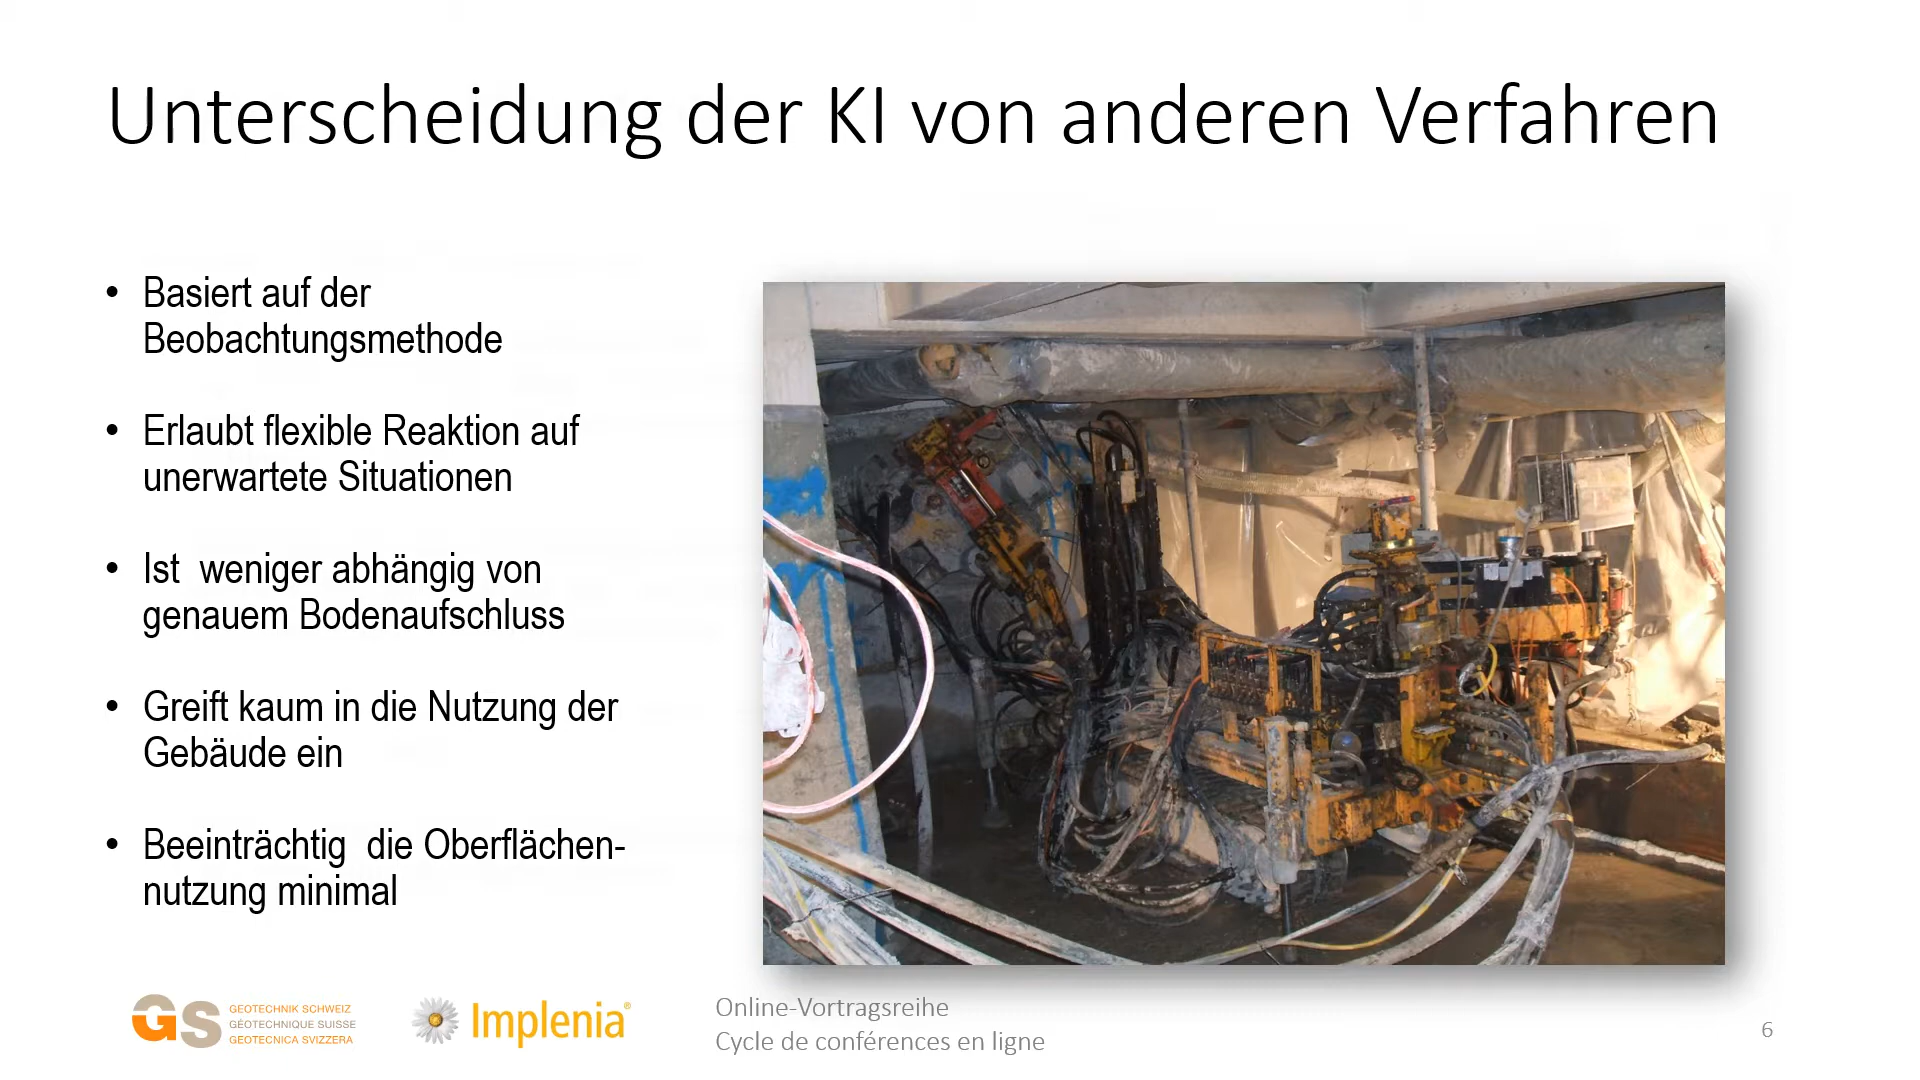 Unterscheidung der KI von anderen Verfahren
• Basiert auf der
Beobachtungsmethode
• Erlaubt flexible Reaktion auf
unerwartete Situationen
• Ist  weniger abhängig von
genauem Bodenaufschluss
• Greift kaum in die Nutzung der
Gebäude ein
• Beeinträchtig  die Oberflächen-
nutzung minimal
GS
GEOTECHNIK SCHWEIZ
GÉOTECHNIQUE SUISSE
GEOTECNICA SVIZZERA
Implenia®
Online-Vortragsreihe
Cycle de conférences en ligne
6